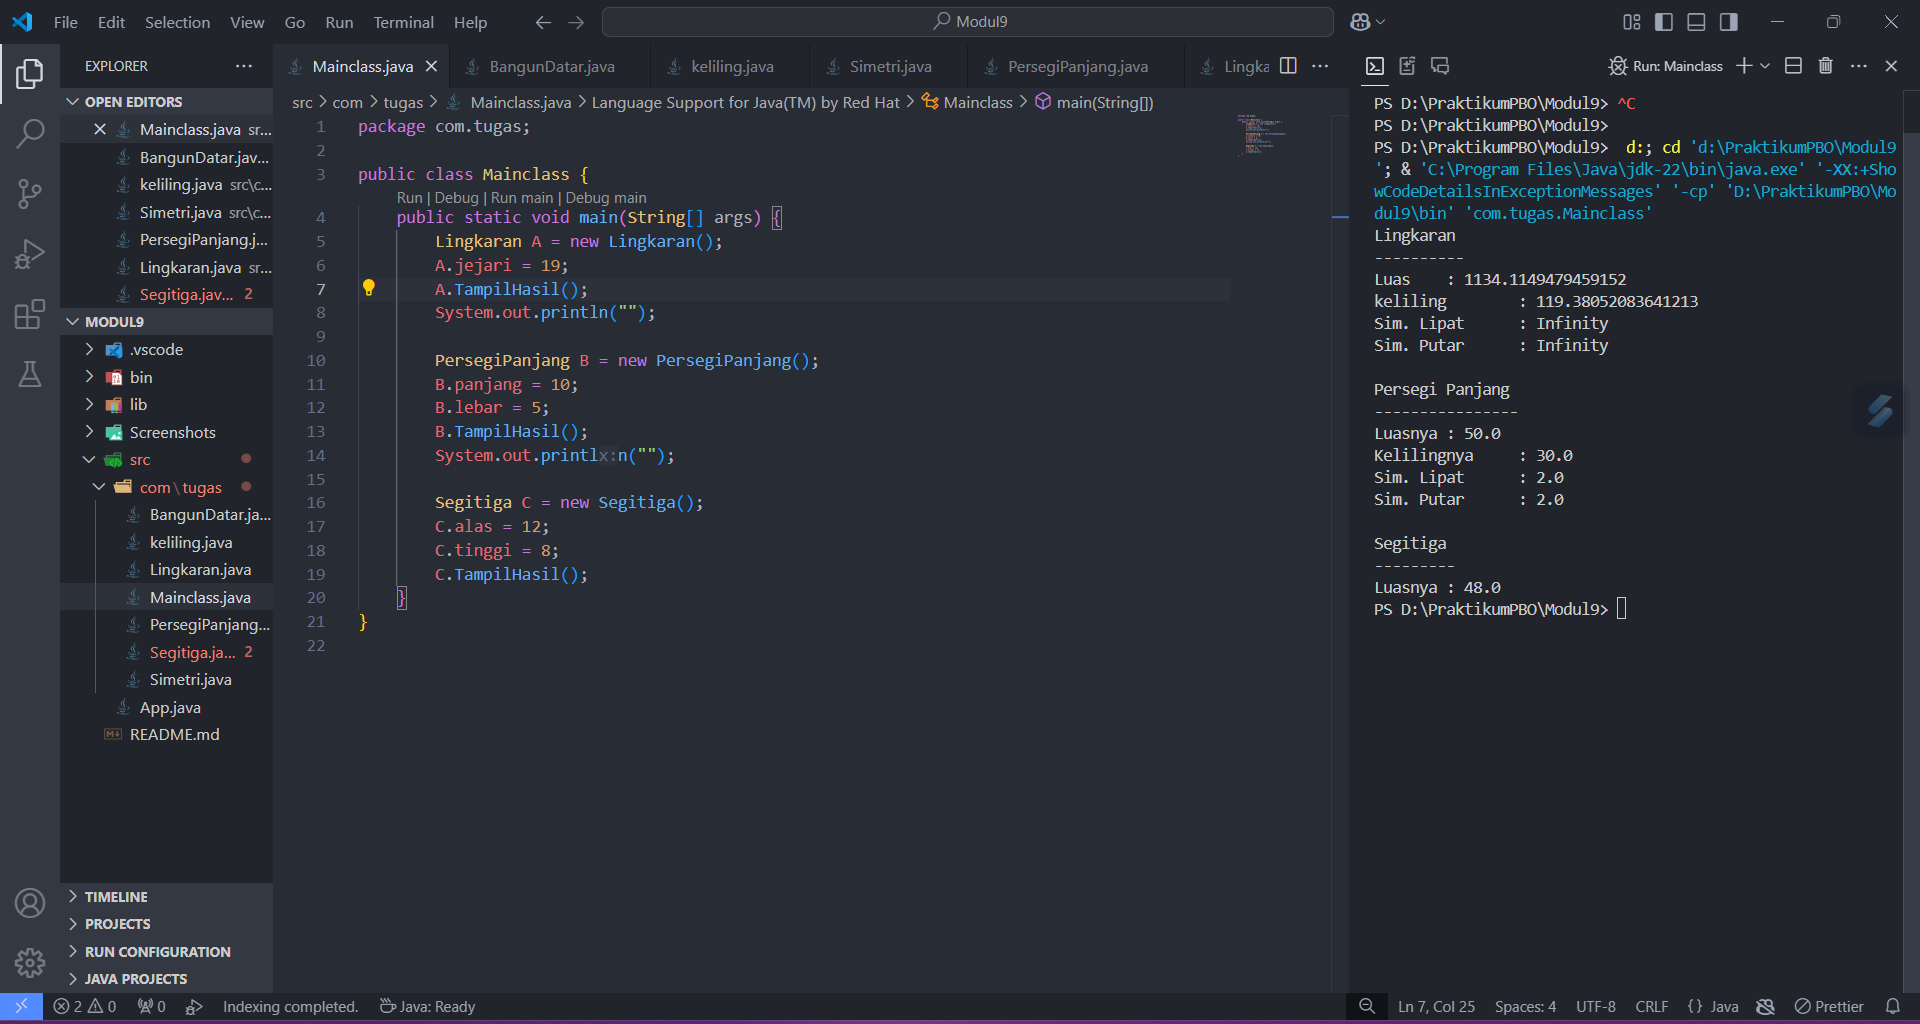 File Edit Selection View Go Run Terminal Help
Modul9
EXPLORER
OPEN EDITORS
Mainclass.java sr...
BangunDatar.jav...
keliling.java src\c...
Simetri.java src\c...
PersegiPanjang.j...
Lingkaran.java sr...
Segitiga.jav... 2
MODUL9
.vscode
bin
lib
Screenshots
src
com\tugas
BangunDatar.ja...
keliling.java
Lingkaran.java
Mainclass.java
PersegiPanjang...
Segitiga.ja... 2
Simetri.java
App.java
README.md
TIMELINE
PROJECTS
RUN CONFIGURATION
JAVA PROJECTS
Mainclass.java BangunDatar.java keliling.java Simetri.java PersegiPanjang.java Lingka
src > com > tugas > Mainclass.java > Language Support for Java(TM) by Red Hat > Mainclass > main(String[])
1 package com.tugas;
2
3 public class Mainclass {
Run | Debug | Run main | Debug main
4 public static void main(String[] args) {
5 Lingkaran A = new Lingkaran();
6 A.jejari = 19;
7 A.TampilHasil();
8 System.out.println("");
9
10 PersegiPanjang B = new PersegiPanjang();
11 B.panjang = 10;
12 B.lebar = 5;
13 B.TampilHasil();
14 System.out.printlx:n("");
15
16 Segitiga C = new Segitiga();
17 C.alas = 12;
18 C.tinggi = 8;
19 C.TampilHasil();
20 }
21 }
22
Run: Mainclass
PS D:\PraktikumPBO\Modul9> ^C
PS D:\PraktikumPBO\Modul9>
PS D:\PraktikumPBO\Modul9>  d:; cd 'd:\PraktikumPBO\Modul9
'; & 'C:\Program Files\Java\jdk-22\bin\java.exe' '-XX:+Sho
wCodeDetailsInExceptionMessages' '-cp' 'D:\PraktikumPBO\Mo
dul9\bin' 'com.tugas.Mainclass'
Lingkaran
----------
Luas    : 1134.1149479459152
keliling        : 119.38052083641213
Sim. Lipat      : Infinity
Sim. Putar      : Infinity
Persegi Panjang
----------------
Luasnya : 50.0
Kelilingnya     : 30.0
Sim. Lipat      : 2.0
Sim. Putar      : 2.0
Segitiga
---------
Luasnya : 48.0
PS D:\PraktikumPBO\Modul9>
2 0 0 Indexing completed. Java: Ready Ln 7, Col 25 Spaces: 4 UTF-8 CRLF {} Java Prettier